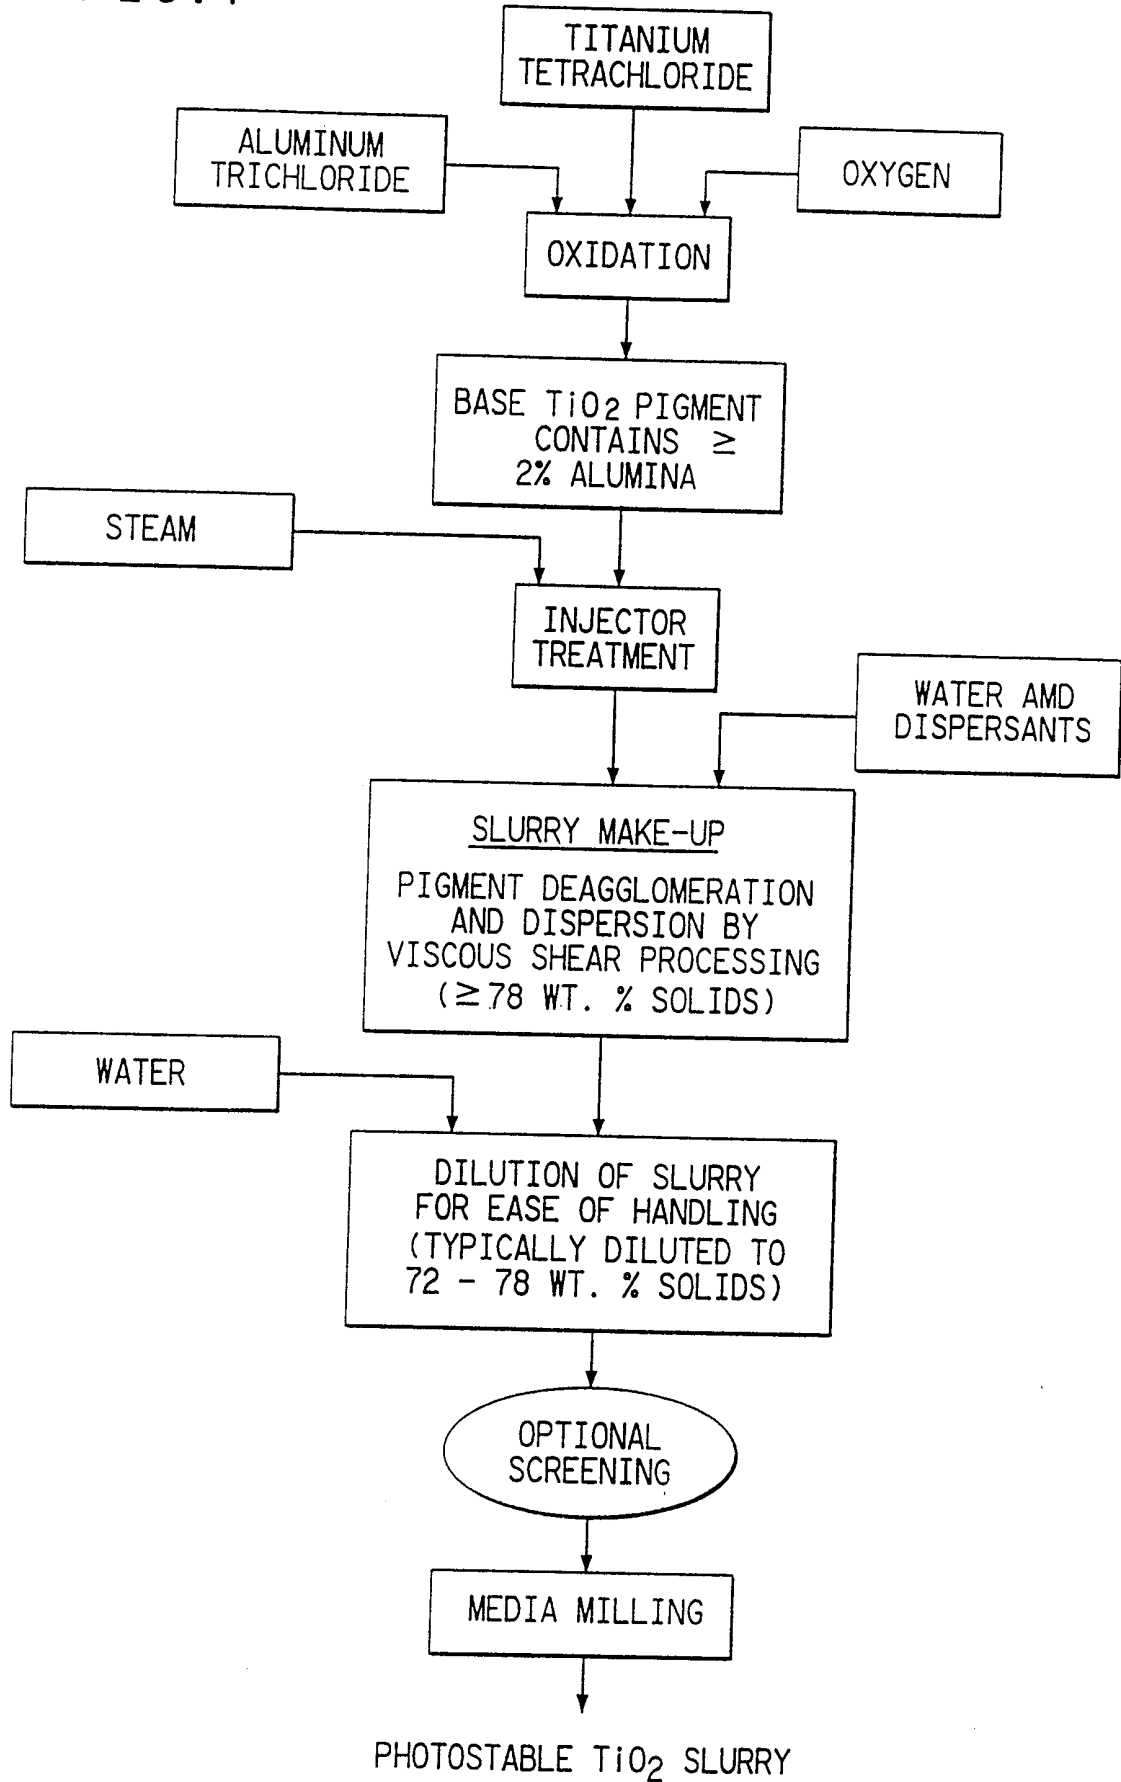 TITANIUM
TETRACHLORIDE
ALUMINUM
TRICHLORIDE
OXYGEN
OXIDATION
BASE TiO2 PIGMENT
CONTAINS ≥
2% ALUMINA
STEAM
INJECTOR
TREATMENT
WATER AMD
DISPERSANTS
SLURRY MAKE-UP
PIGMENT DEAGGLOMERATION
AND DISPERSION BY
VISCOUS SHEAR PROCESSING
(≥78 WT. % SOLIDS)
WATER
DILUTION OF SLURRY
FOR EASE OF HANDLING
(TYPICALLY DILUTED TO
72 - 78 WT. % SOLIDS)
OPTIONAL
SCREENING
MEDIA MILLING
PHOTOSTABLE TiO2 SLURRY